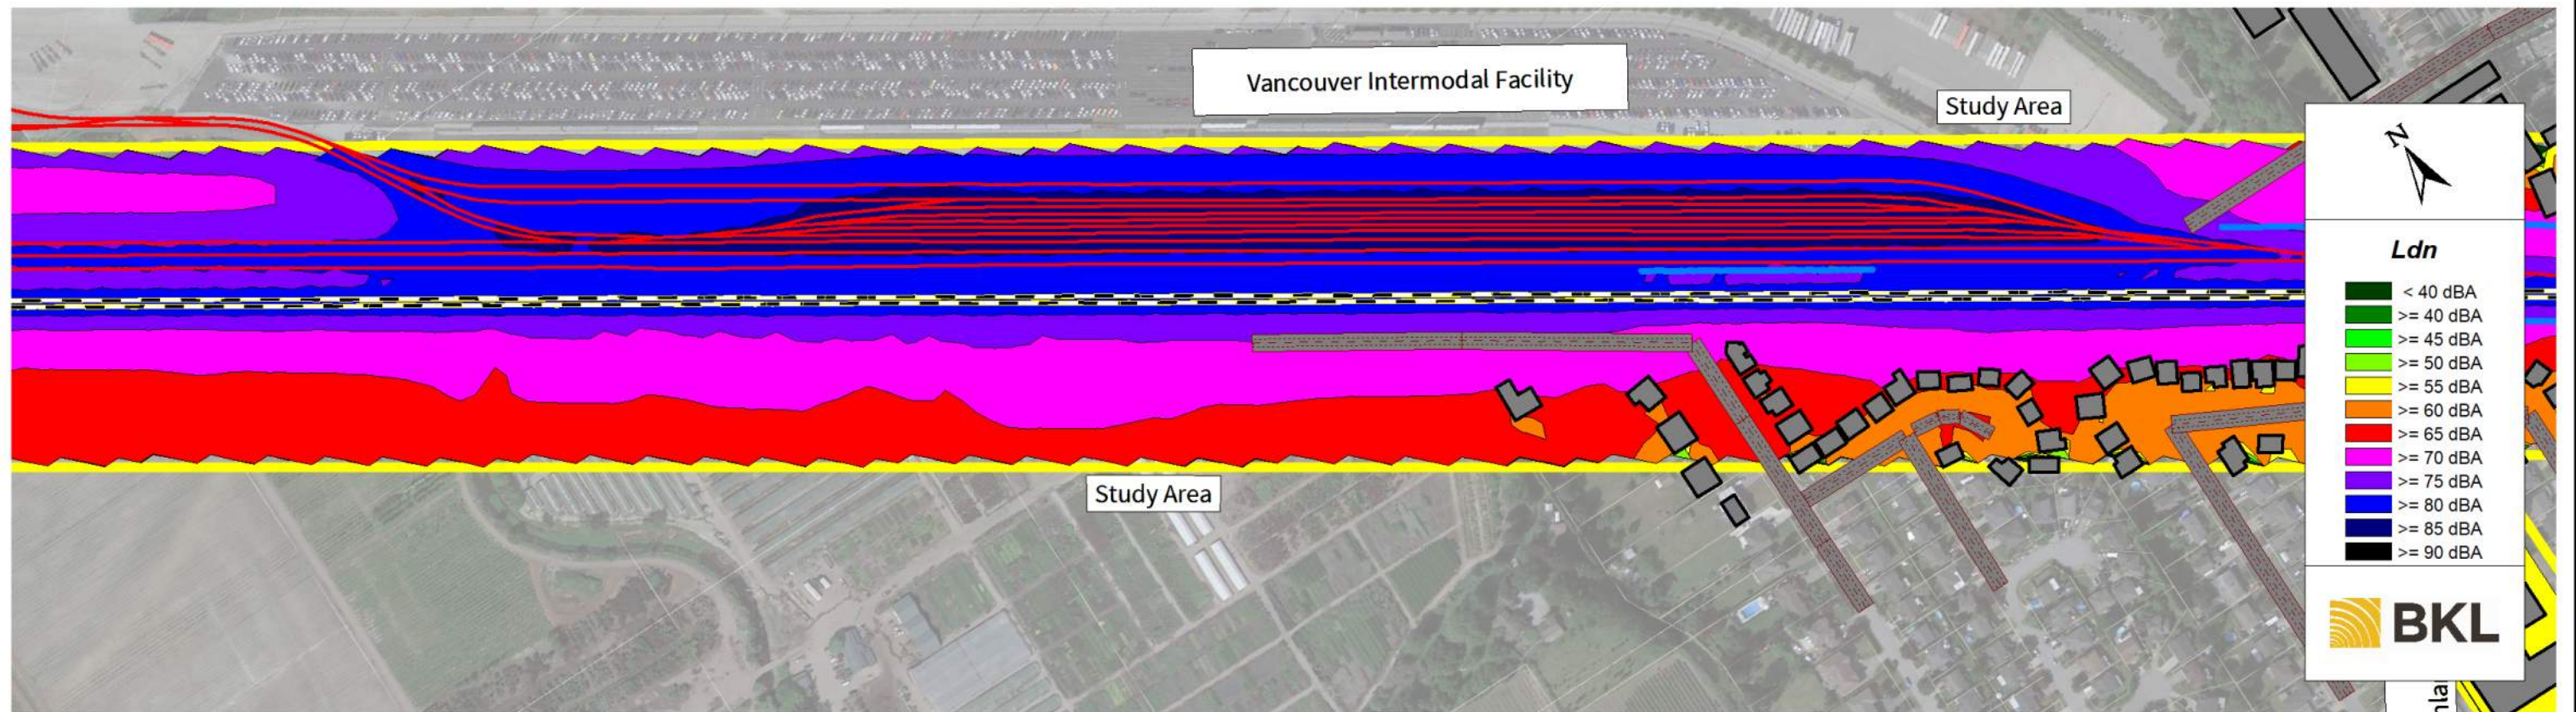 Vancouver Intermodal Facility
Study Area
N
Ldn
< 40 dBA
>= 40 dBA
>= 45 dBA
>= 50 dBA
>= 55 dBA
>= 60 dBA
>= 65 dBA
>= 70 dBA
>= 75 dBA
>= 80 dBA
>= 85 dBA
>= 90 dBA
Study Area
BKL